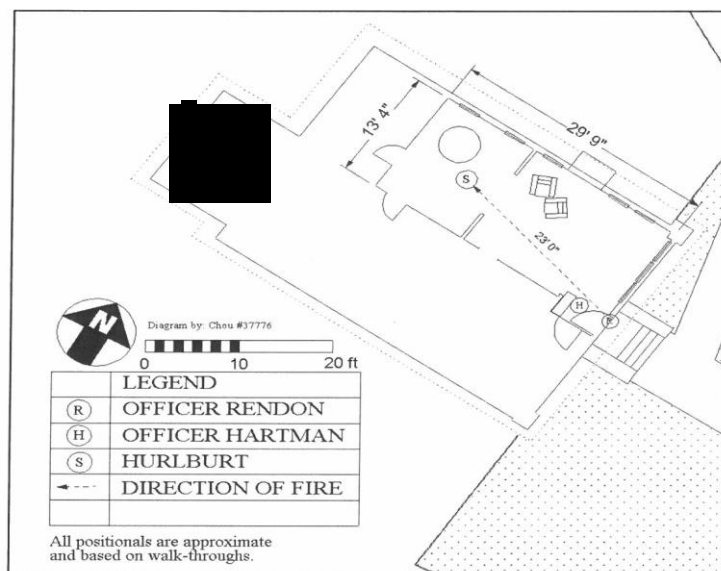 13' 4"
29' 9"
S
23'0"
H
R
N
Diagram by: Chou #37776
0 10 20 ft
LEGEND
R OFFICER RENDON
H OFFICER HARTMAN
S HURLBURT
DIRECTION OF FIRE
All positionals are approximate
and based on walk-throughs.